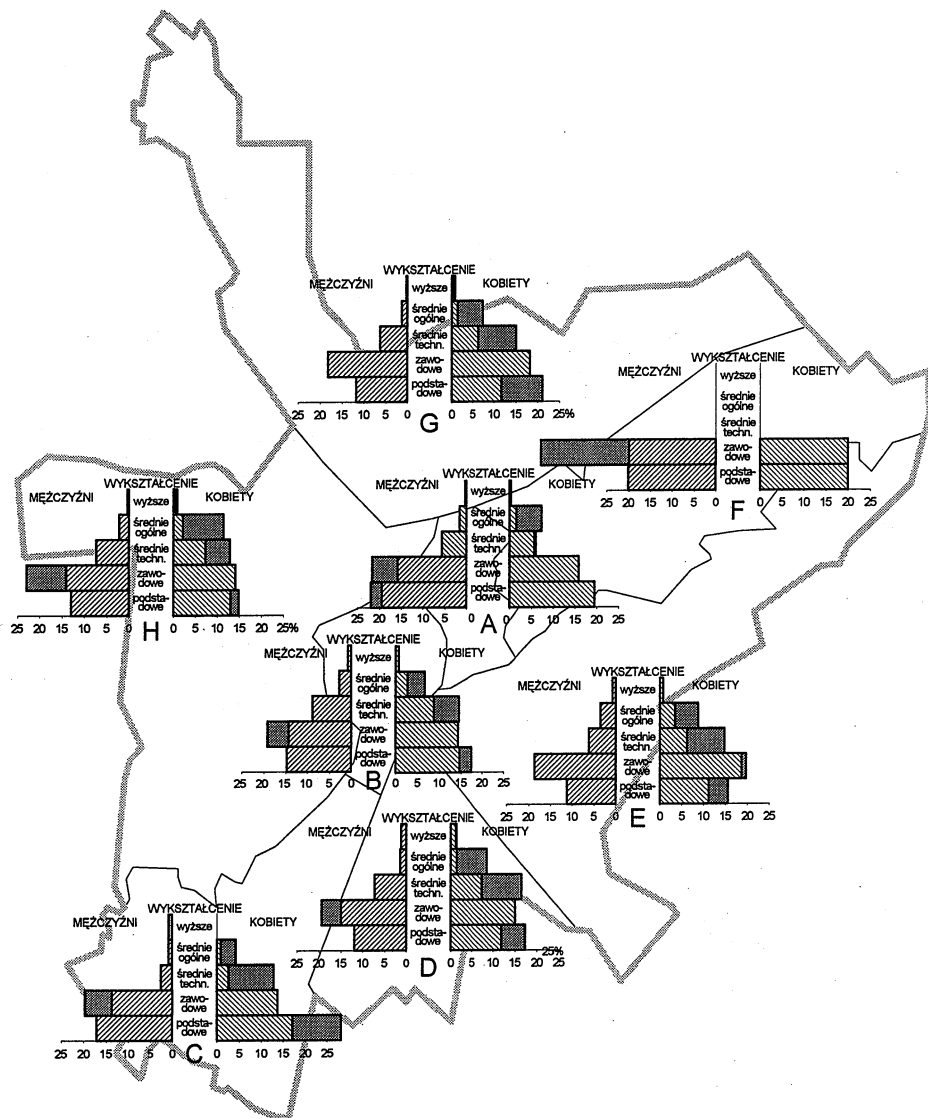 WYKSZTAŁCENIE
MĘŻCZYŹNI
KOBIETY
wyższe
średnie
ogólne
średnie
techn.
zawo-
dowe
podsta-
dowe
25 20 15 10 5 0 0 5 10 15 20 25%
G
WYKSZTAŁCENIE
MĘŻCZYŹNI
KOBIETY
wyższe
średnie
ogólne
średnie
techn.
zawo-
dowe
podsta-
dowe
25 20 15 10 5 0 0 5 10 15 20 25
F
WYKSZTAŁCENIE
MĘŻCZYŹNI
KOBIETY
wyższe
średnie
ogólne
średnie
techn.
zawo-
dowe
podsta-
dowe
25 20 15 10 5 0 0 5 10 15 20 25%
H
WYKSZTAŁCENIE
MĘŻCZYŹNI
KOBIETY
wyższe
średnie
ogólne
średnie
techn.
zawo-
dowe
podsta-
dowe
25 20 15 10 5 0 0 5 10 15 20 25
A
WYKSZTAŁCENIE
MĘŻCZYŹNI
KOBIETY
wyższe
średnie
ogólne
średnie
techn.
zawo-
dowe
podsta-
dowe
25 20 15 10 5 0 0 5 10 15 20 25
B
WYKSZTAŁCENIE
MĘŻCZYŹNI
KOBIETY
wyższe
średnie
ogólne
średnie
techn.
zawo-
dowe
podsta-
dowe
25 20 15 10 5 0 0 5 10 15 20 25
E
WYKSZTAŁCENIE
MĘŻCZYŹNI
KOBIETY
wyższe
średnie
ogólne
średnie
techn.
zawo-
dowe
podsta-
dowe
25 20 15 10 5 0 0 5 10 15 20 25%
D
WYKSZTAŁCENIE
MĘŻCZYŹNI
KOBIETY
wyższe
średnie
ogólne
średnie
techn.
zawo-
dowe
podsta-
dowe
25 20 15 10 5 0 0 5 10 15 20 25
C